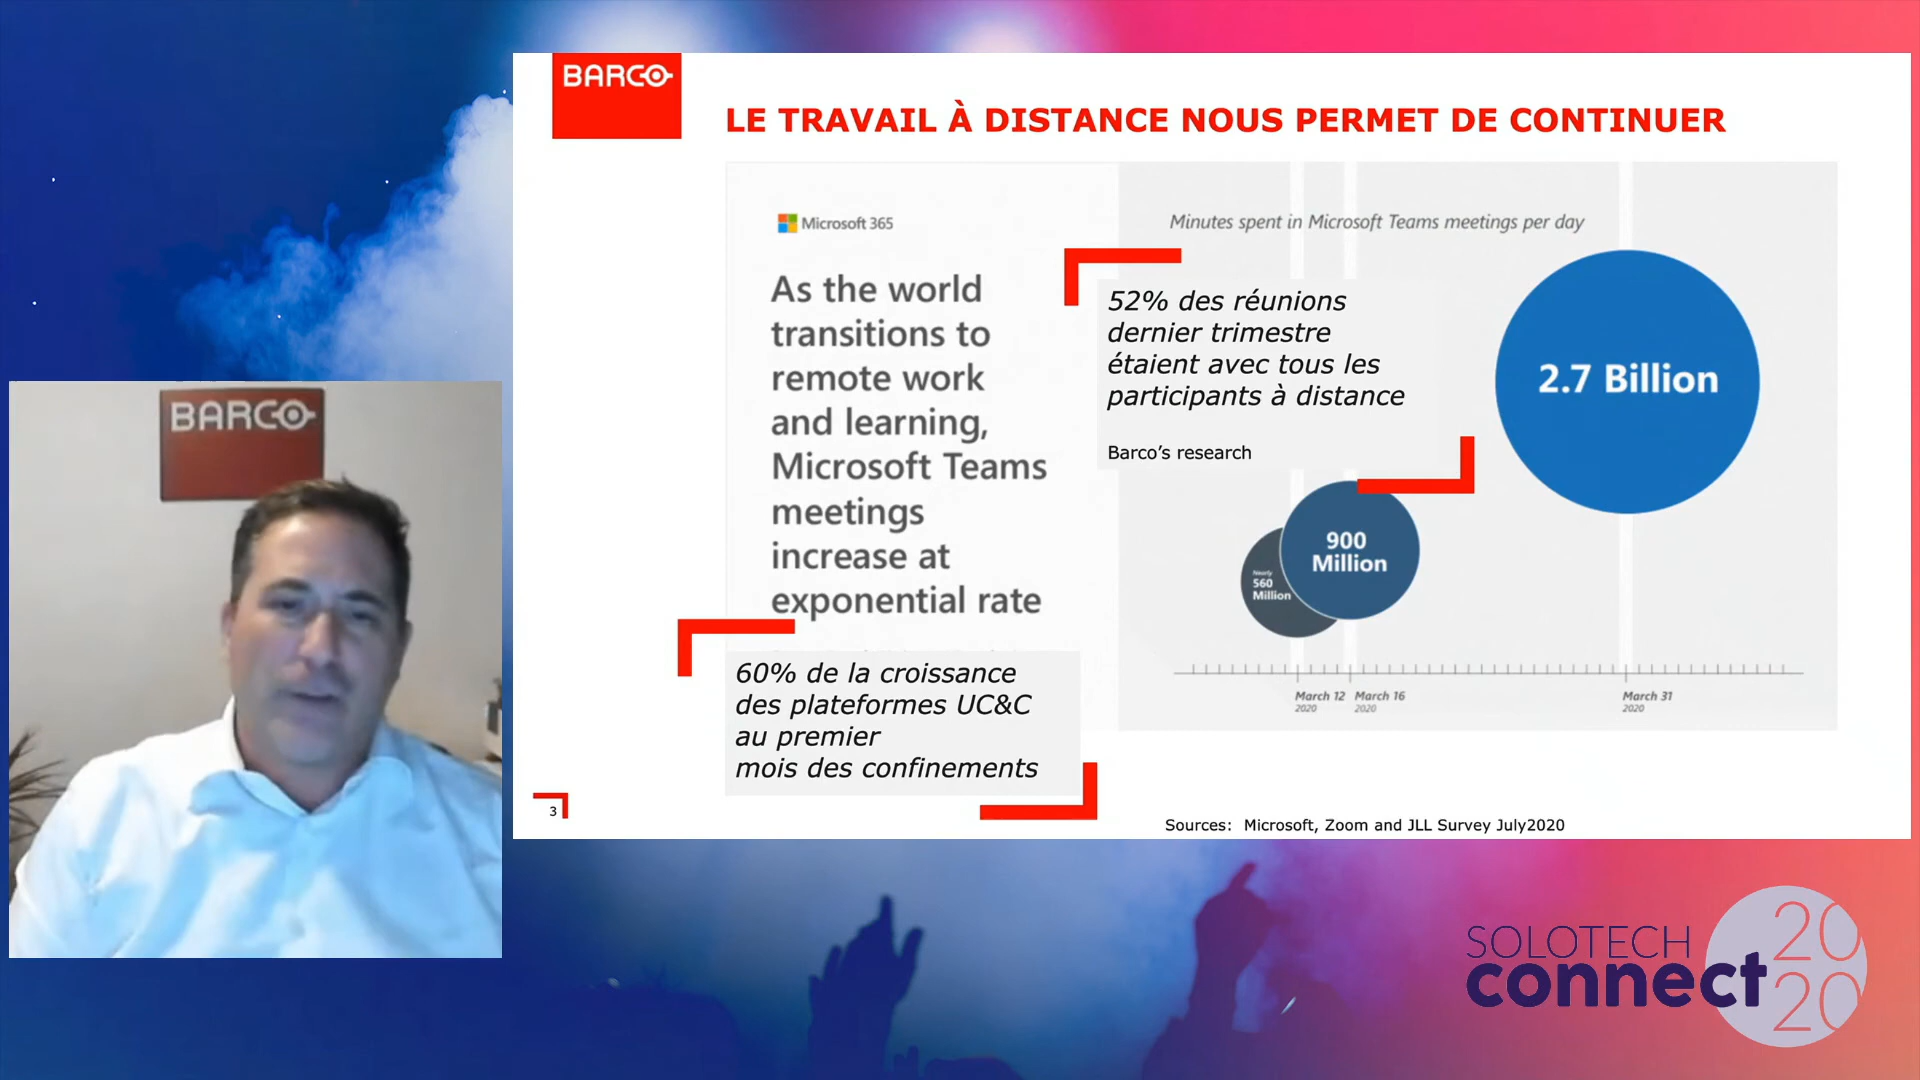 BARCO
LE TRAVAIL À DISTANCE NOUS PERMET DE CONTINUER
Microsoft 365
As the world
transitions to
remote work
and learning,
Microsoft Teams
meetings
increase at
exponential rate
60% de la croissance
des plateformes UC&C
au premier
mois des confinements
Minutes spent in Microsoft Teams meetings per day
52% des réunions
dernier trimestre
étaient avec tous les
participants à distance
Barco's research
2.7 Billion
900
Million
Nearly
560
Million
March 12
2020
March 16
2020
March 31
2020
3
Sources: Microsoft, Zoom and JLL Survey July2020
BARCO
SOLOTECH
connect
20
20